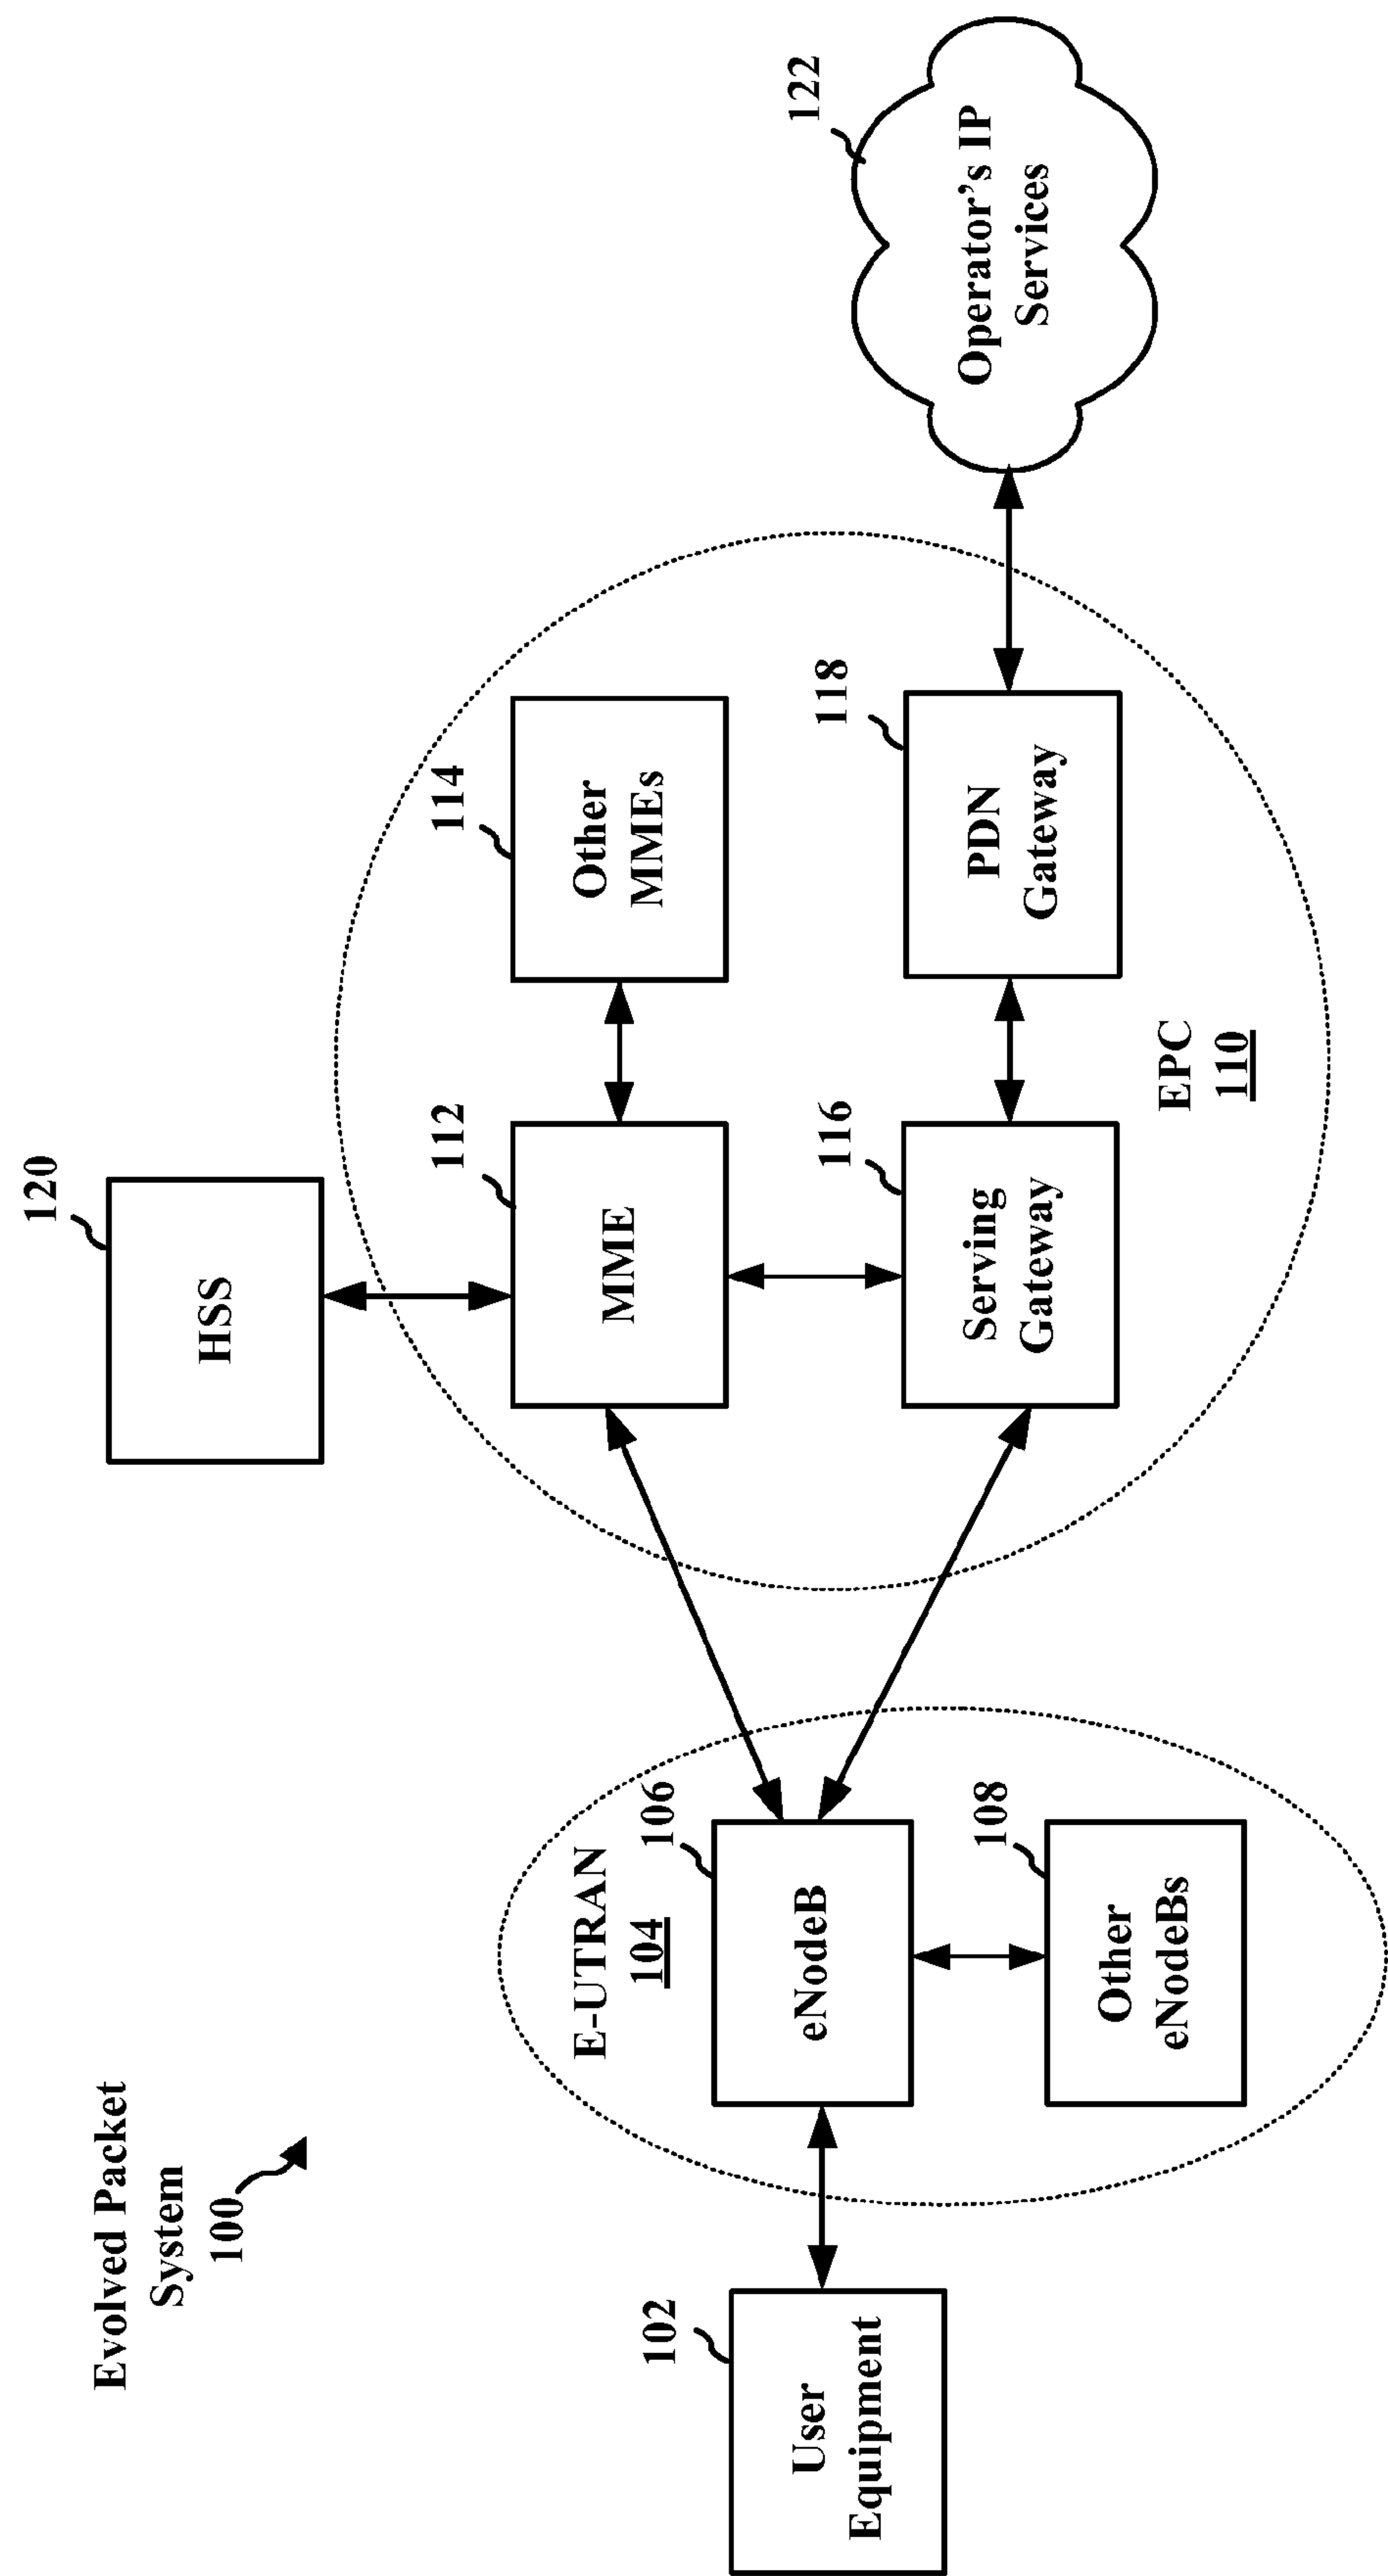 Evolved Packet
System
100
120
HSS
102
User
Equipment
E-UTRAN
104
106
eNodeB
108
Other
eNodeBs
112
MME
114
Other
MMEs
116
Serving
Gateway
118
PDN
Gateway
EPC
110
122
Operator's IP
Services